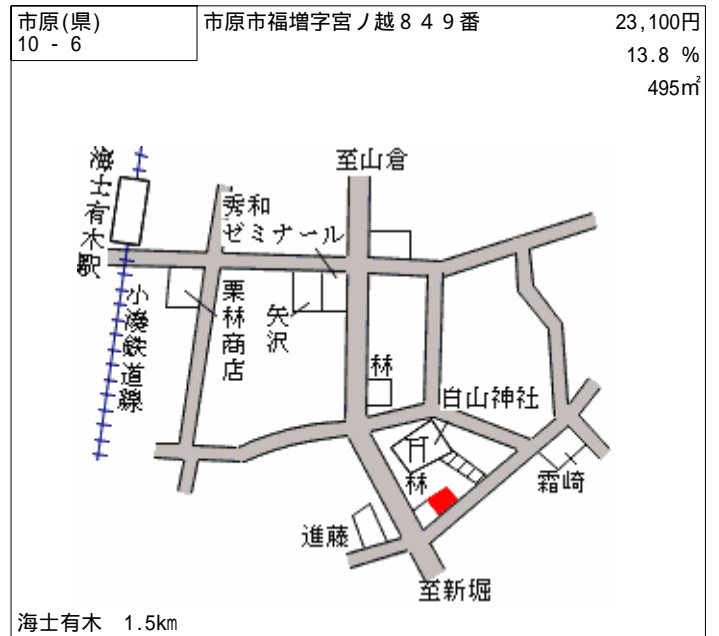 市原(県)
10 - 6
市原市福増字宮ノ越８４９番
23,100円
13.8 %
495㎡
海士有木駅
至山倉
秀和
ゼミナール
小湊鉄道線
栗林商店
矢沢
林
白山神社
林
霜崎
進藤
至新堀
海士有木 1.5km